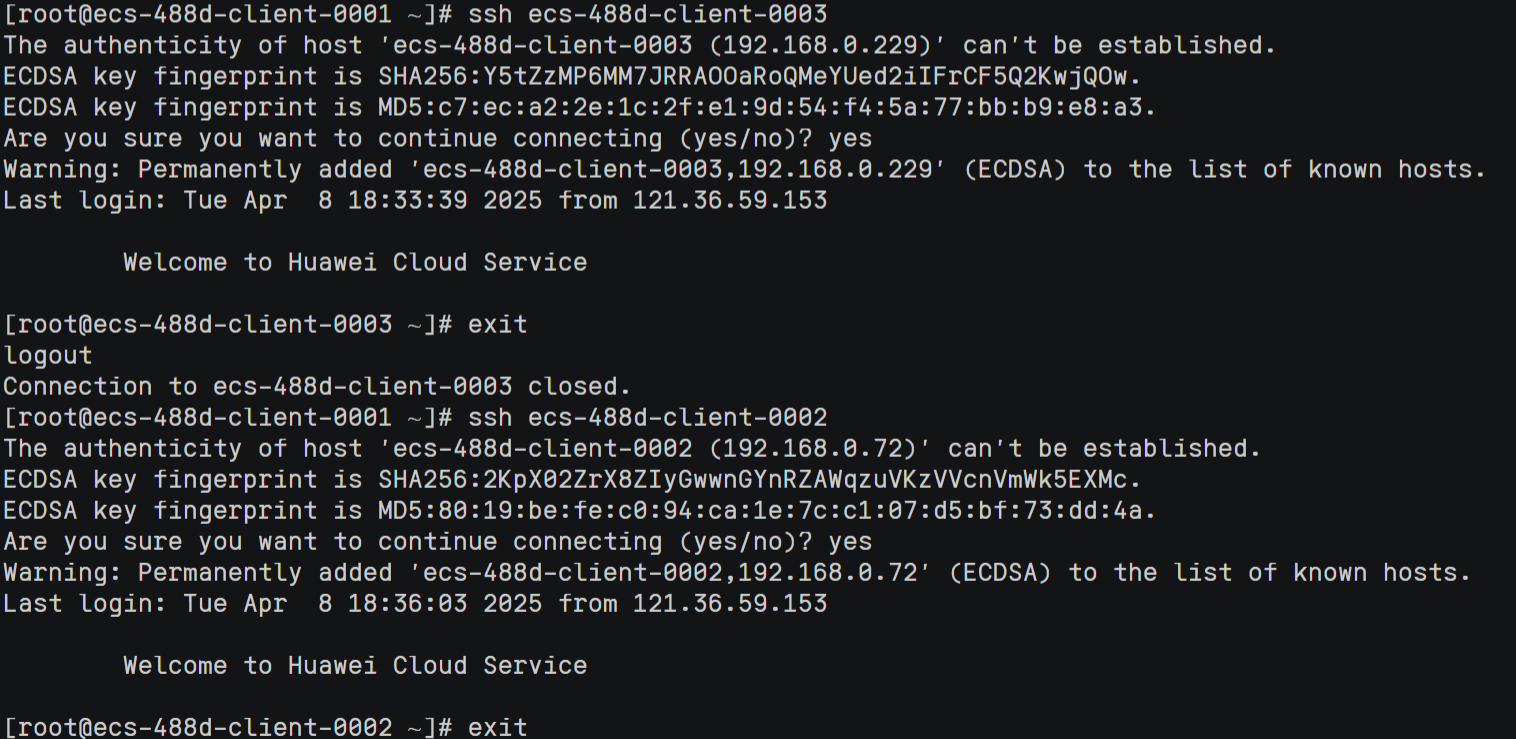 [root@ecs-488d-client-0001 ~]# ssh ecs-488d-client-0003
The authenticity of host 'ecs-488d-client-0003 (192.168.0.229)' can't be established.
ECDSA key fingerprint is SHA256:Y5tZzMP6MM7JRRAOOaRoQMeYUed2iIFrCF5Q2KwjQOw.
ECDSA key fingerprint is MD5:c7:ec:a2:2e:1c:2f:e1:9d:54:f4:5a:77:bb:b9:e8:a3.
Are you sure you want to continue connecting (yes/no)? yes
Warning: Permanently added 'ecs-488d-client-0003,192.168.0.229' (ECDSA) to the list of known hosts.
Last login: Tue Apr  8 18:33:39 2025 from 121.36.59.153
Welcome to Huawei Cloud Service
[root@ecs-488d-client-0003 ~]# exit
logout
Connection to ecs-488d-client-0003 closed.
[root@ecs-488d-client-0001 ~]# ssh ecs-488d-client-0002
The authenticity of host 'ecs-488d-client-0002 (192.168.0.72)' can't be established.
ECDSA key fingerprint is SHA256:2KpX02ZrX8ZIyGwwnGYnRZAWqzuVKzVVcnVmWk5EXMc.
ECDSA key fingerprint is MD5:80:19:be:fe:c0:94:ca:1e:7c:c1:07:d5:bf:73:dd:4a.
Are you sure you want to continue connecting (yes/no)? yes
Warning: Permanently added 'ecs-488d-client-0002,192.168.0.72' (ECDSA) to the list of known hosts.
Last login: Tue Apr  8 18:36:03 2025 from 121.36.59.153
Welcome to Huawei Cloud Service
[root@ecs-488d-client-0002 ~]# exit